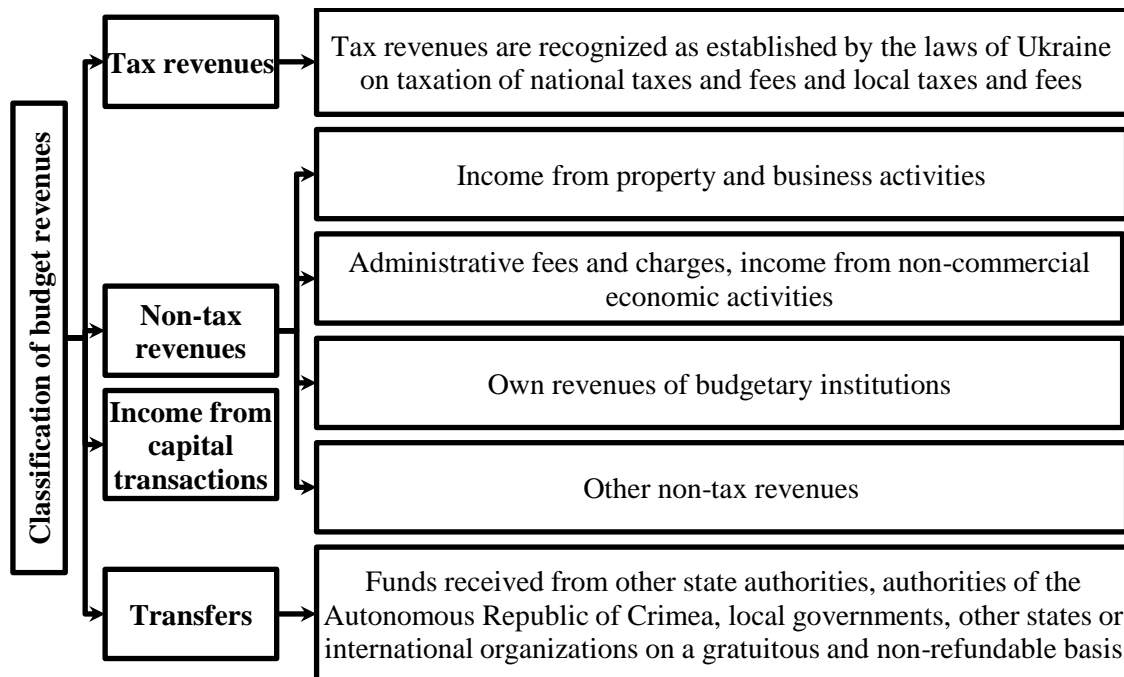 Classification of budget revenues
Tax revenues
Tax revenues are recognized as established by the laws of Ukraine
on taxation of national taxes and fees and local taxes and fees
Non-tax
revenues
Income from property and business activities
Administrative fees and charges, income from non-commercial
economic activities
Own revenues of budgetary institutions
Other non-tax revenues
Income from
capital
transactions
Transfers
Funds received from other state authorities, authorities of the
Autonomous Republic of Crimea, local governments, other states or
international organizations on a gratuitous and non-refundable basis